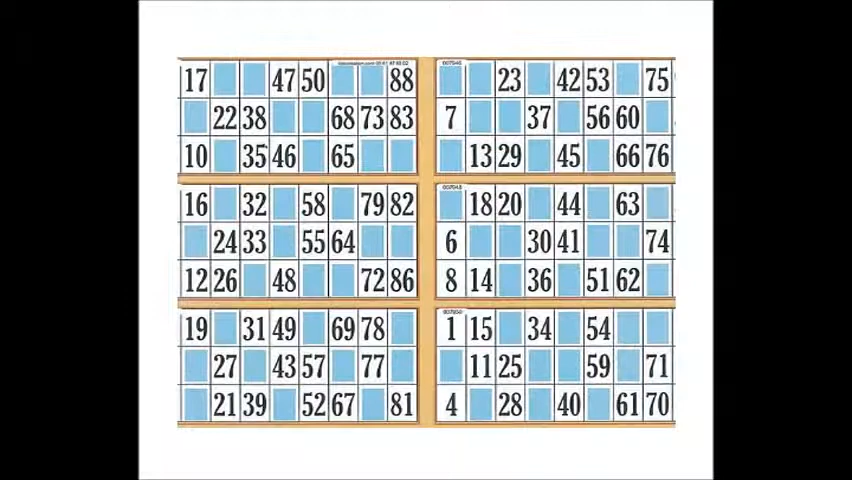 17 47 50 88
22 38 68 73 83
10 35 46 65
16 32 58 79 82
24 33 55 64
12 26 48 72 86
19 31 49 69 78
27 43 57 77
21 39 52 67 81
23 42 53 75
7 37 56 60
13 29 45 66 76
18 20 44 63
6 30 41 74
8 14 36 51 62
1 15 34 54
11 25 59 71
4 28 40 61 70